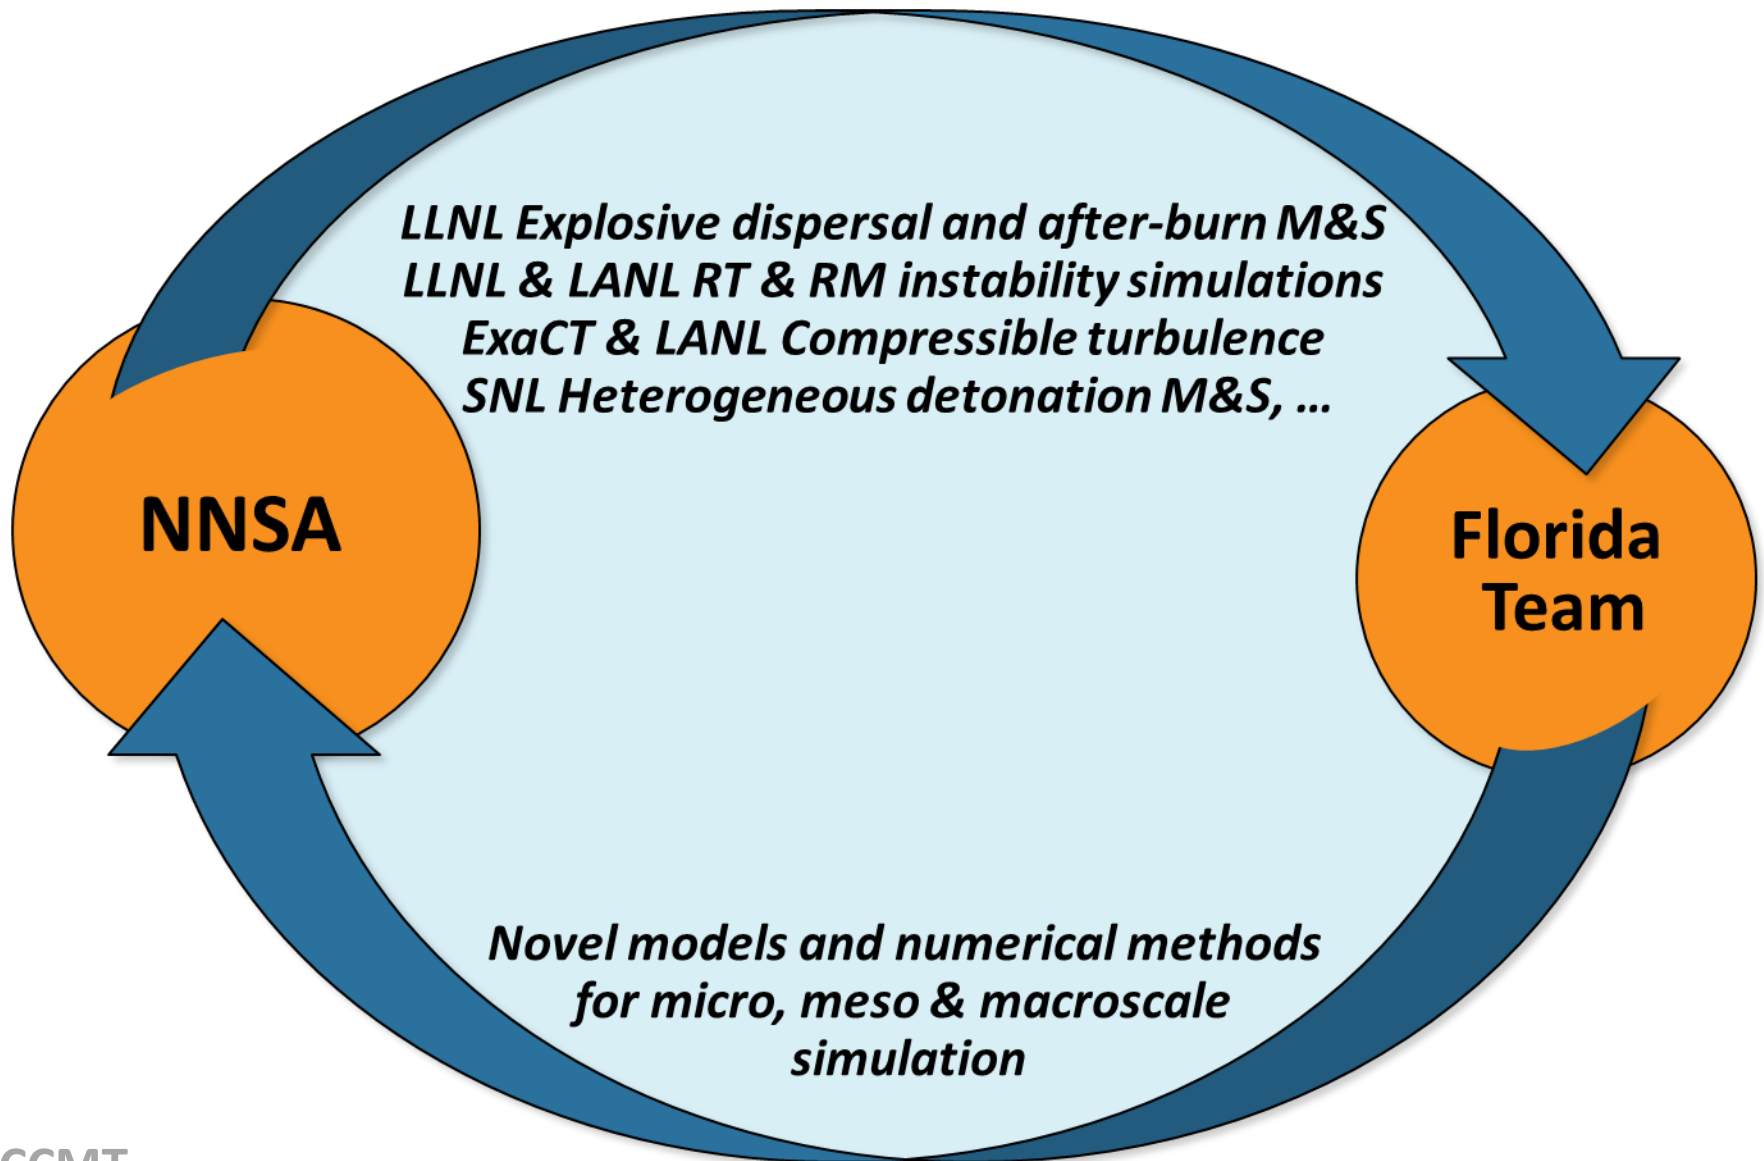 LLNL Explosive dispersal and after-burn M&S
LLNL & LANL RT & RM instability simulations
ExaCT & LANL Compressible turbulence
SNL Heterogeneous detonation M&S, ...
NNSA
Florida
Team
Novel models and numerical methods
for micro, meso & macroscale
simulation
CCMT